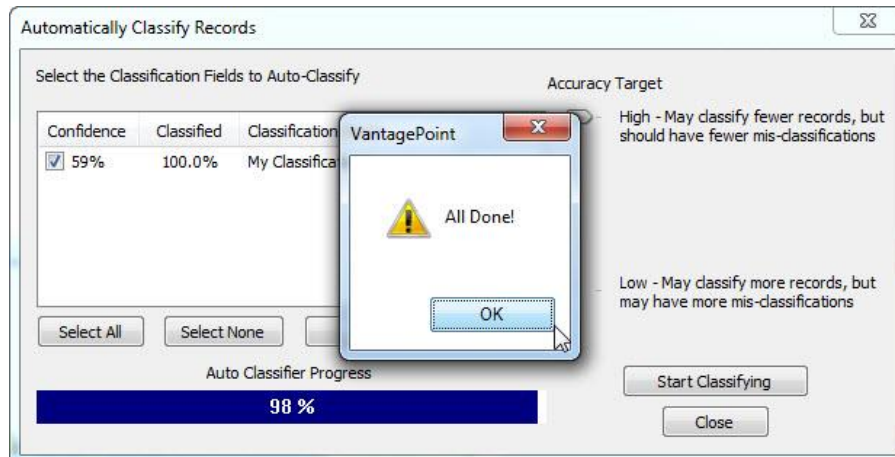 Automatically Classify Records
Select the Classification Fields to Auto-Classify
Accuracy Target
Confidence Classified Classification
59% 100.0% My
High - May classify fewer records, but
should have fewer mis-classifications
VantagePoint
All Done!
OK
Low - May classify more records, but
may have more mis-classifications
Select All
Select None
Auto Classifier Progress
98 %
Start Classifying
Close